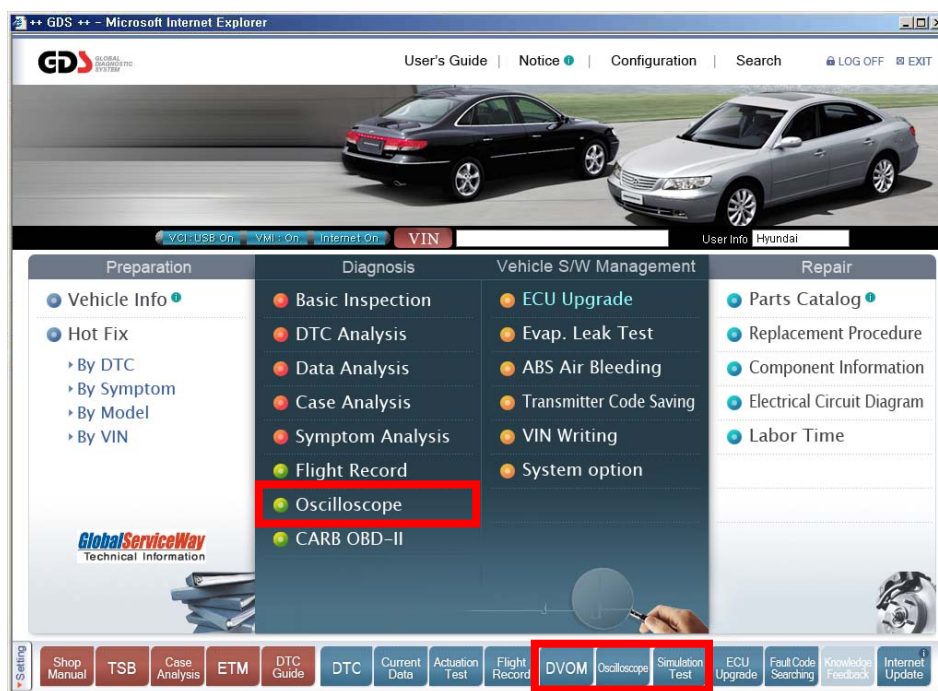 ++ GDS ++ - Microsoft Internet Explorer
GDS GLOBAL DIAGNOSTIC SYSTEM
User's Guide | Notice | Configuration | Search LOG OFF EXIT
VCI:USB On VMI : On Internet On VIN User Info Hyundai
Preparation Diagnosis Vehicle S/W Management Repair
Vehicle Info Basic Inspection ECU Upgrade Parts Catalog
Hot Fix DTC Analysis Evap. Leak Test Replacement Procedure
By DTC Data Analysis ABS Air Bleeding Component Information
By Symptom
By Model Case Analysis Transmitter Code Saving Electrical Circuit Diagram
By VIN Symptom Analysis VIN Writing Labor Time
Flight Record System option
Oscilloscope
CARB OBD-II
GlobalServiceWay
Technical Information
Setting
Shop Manual TSB Case Analysis ETM DTC Guide DTC Current Data Actuation Test Flight Record DVOM Oscilloscope Simulation Test ECU Upgrade Fault Code Searching Knowledge Feedback Internet Update